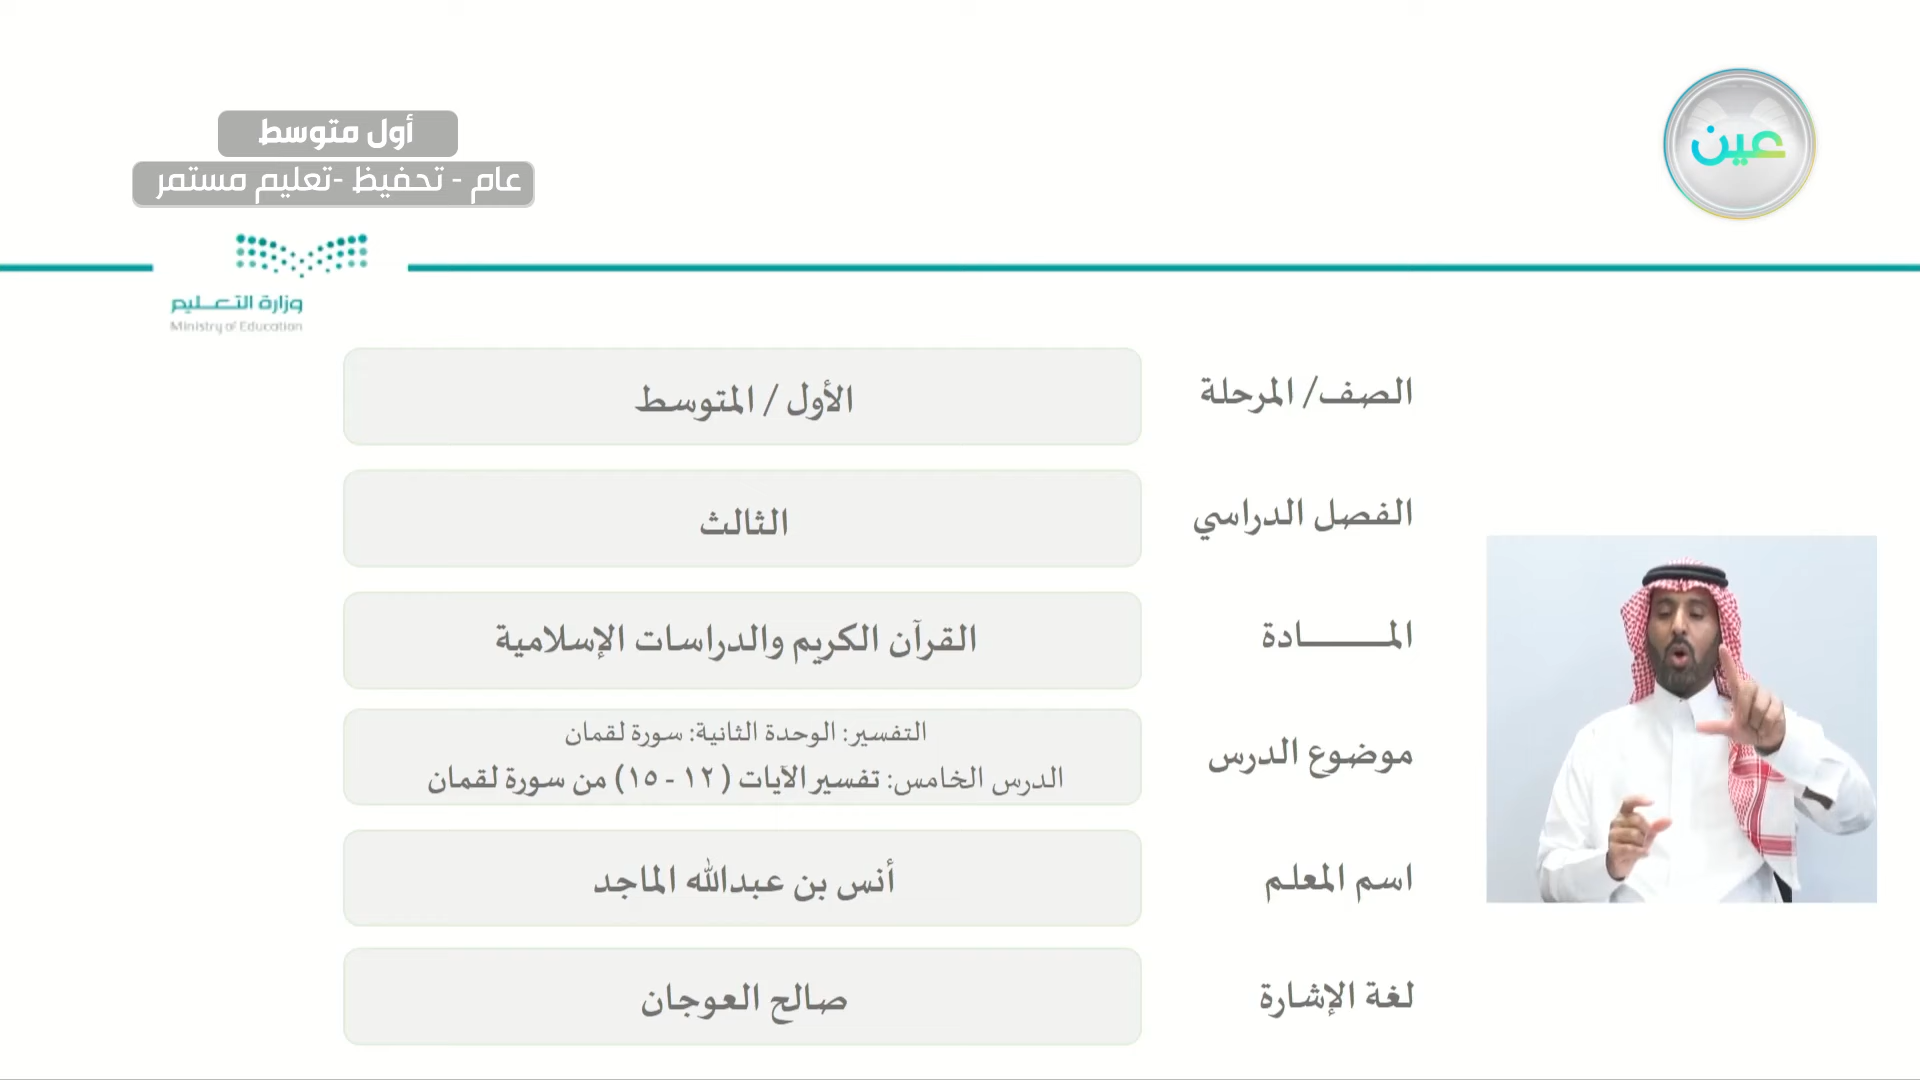 عين
أول متوسط
عام - تحفيظ -تعليم مستمر
وزارة التعـــليم
Ministry of Education
الصف/ المرحلة
الأول / المتوسط
الفصل الدراسي
الثالث
المـــــــــادة
القرآن الكريم والدراسات الإسلامية
موضوع الدرس
التفسير: الوحدة الثانية: سورة لقمان
الدرس الخامس: تفسير الآيات ( ١٢ - ١٥) من سورة لقمان
اسم المعلم
أنس بن عبدالله الماجد
لغة الإشارة
صالح العوجان